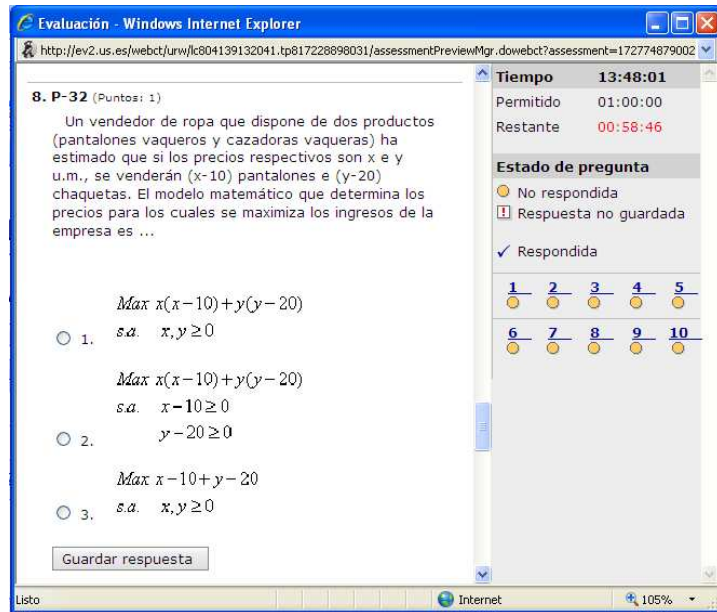 Evaluación - Windows Internet Explorer
http://ev2.us.es/webct/urw/lc804139132041.tp817228898031/assessmentPreviewMgr.dowebct?assessment=172774879002
8. P-32 (Puntos: 1)
Un vendedor de ropa que dispone de dos productos
(pantalones vaqueros y cazadoras vaqueras) ha
estimado que si los precios respectivos son x e y
u.m., se venderán (x-10) pantalones e (y-20)
chaquetas. El modelo matemático que determina los
precios para los cuales se maximiza los ingresos de la
empresa es ...
Max x(x-10)+y(y-20)
1. s.a. x,y≥0
Max x(x-10)+y(y-20)
s.a. x-10≥0
2. y-20≥0
Max x-10+y-20
3. s.a. x,y≥0
Guardar respuesta
Tiempo 13:48:01
Permitido 01:00:00
Restante 00:58:46
Estado de pregunta
No respondida
! Respuesta no guardada
✓ Respondida
1 2 3 4 5
6 7 8 9 10
Listo Internet 105%